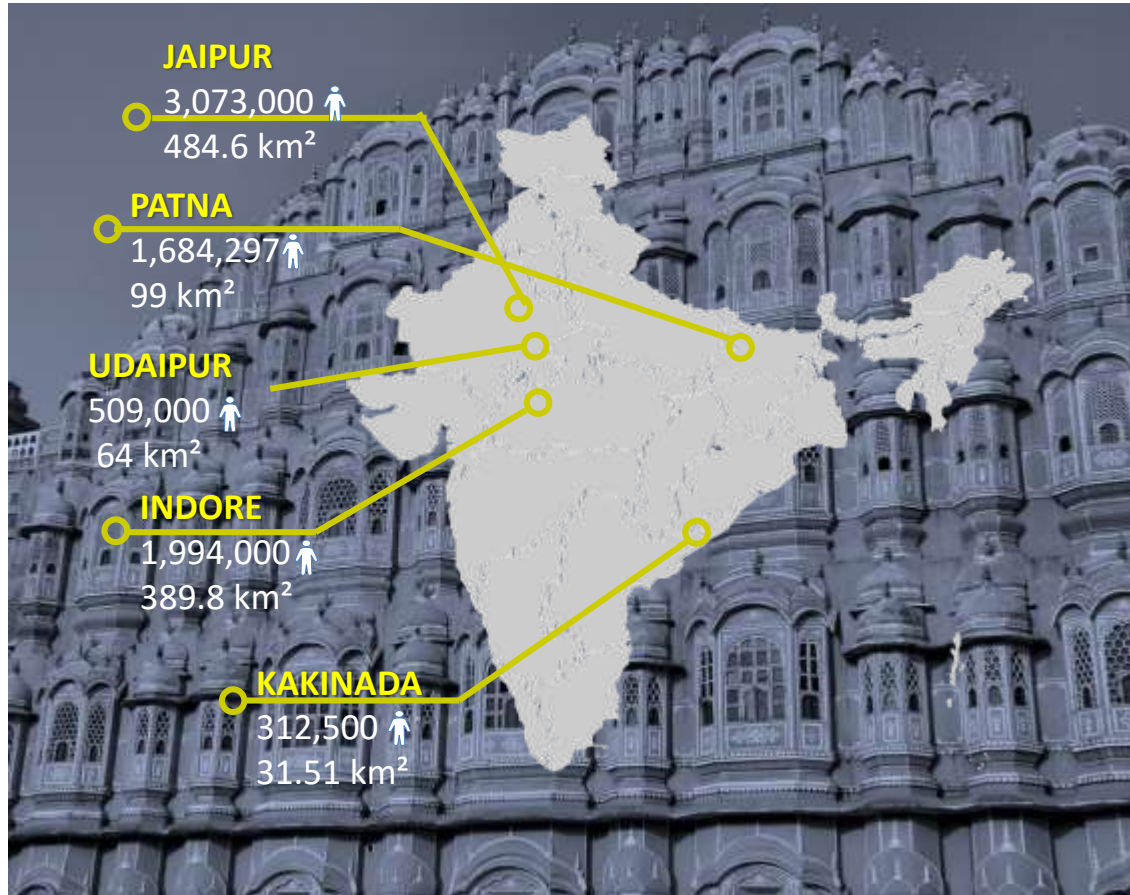 JAIPUR
3,073,000
484.6 km²
PATNA
1,684,297
99 km²
UDAIPUR
509,000
64 km²
INDORE
1,994,000
389.8 km²
KAKINADA
312,500
31.51 km²